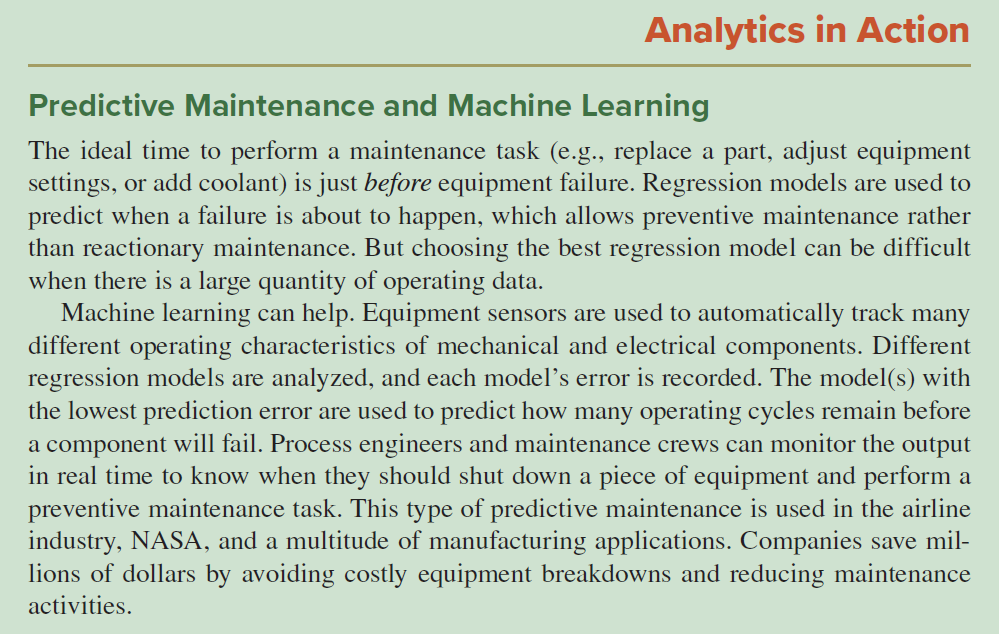 Analytics in Action
Predictive Maintenance and Machine Learning
The ideal time to perform a maintenance task (e.g., replace a part, adjust equipment
settings, or add coolant) is just before equipment failure. Regression models are used to
predict when a failure is about to happen, which allows preventive maintenance rather
than reactionary maintenance. But choosing the best regression model can be difficult
when there is a large quantity of operating data.
Machine learning can help. Equipment sensors are used to automatically track many
different operating characteristics of mechanical and electrical components. Different
regression models are analyzed, and each model’s error is recorded. The model(s) with
the lowest prediction error are used to predict how many operating cycles remain before
a component will fail. Process engineers and maintenance crews can monitor the output
in real time to know when they should shut down a piece of equipment and perform a
preventive maintenance task. This type of predictive maintenance is used in the airline
industry, NASA, and a multitude of manufacturing applications. Companies save mil-
lions of dollars by avoiding costly equipment breakdowns and reducing maintenance
activities.